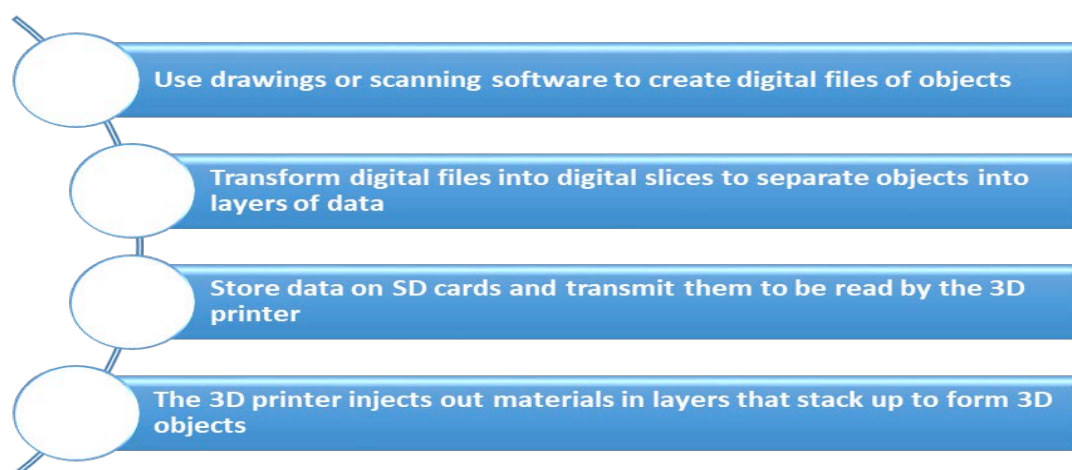 Use drawings or scanning software to create digital files of objects
Transform digital files into digital slices to separate objects into
layers of data
Store data on SD cards and transmit them to be read by the 3D
printer
The 3D printer injects out materials in layers that stack up to form 3D
objects